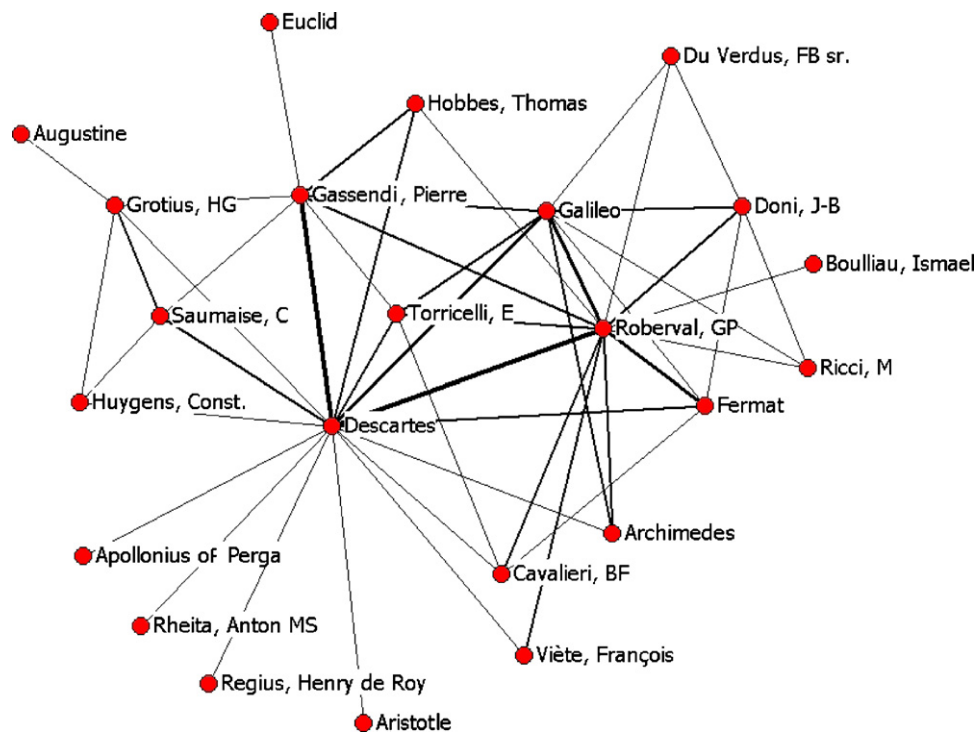 Euclid
Du Verdus, FB sr.
Hobbes, Thomas
Augustine
Gassendi, Pierre
Grotius, HG
Galileo
Doni, J-B
Boulliau, Ismael
Saumaise, C
Torricelli, E
Roberval, GP
Ricci, M
Huygens, Const.
Fermat
Descartes
Archimedes
Apollonius of Perga
Cavalieri, BF
Rheita, Anton MS
Viète, François
Regius, Henry de Roy
Aristotle